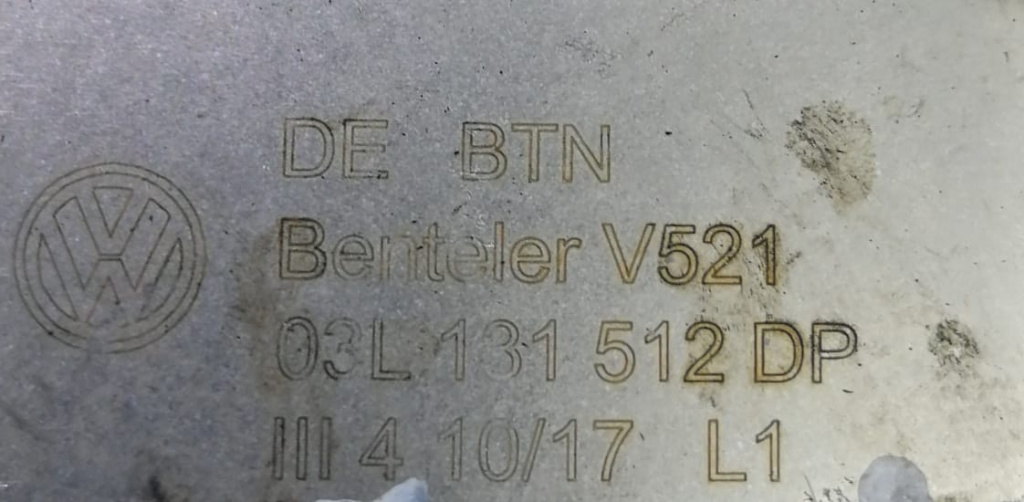 DE BTN
Benteler V521
03L 131 512 DP
III 4 10/17 L1